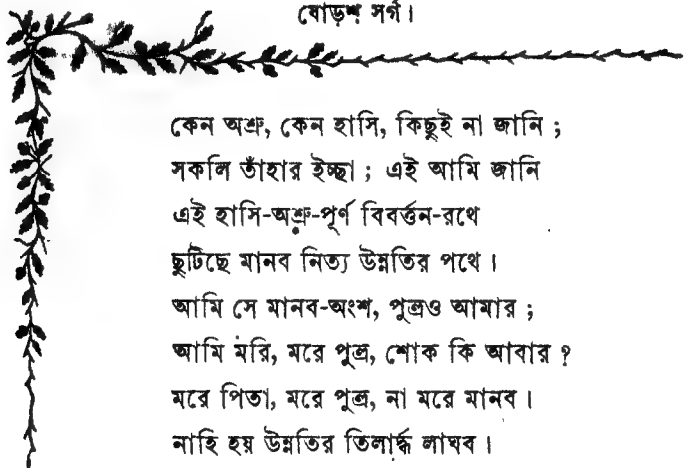 ষোড়শ সর্গ।
কেন অশ্রু, কেন হাসি, কিছুই না জানি ;
সকলি তাঁহার ইচ্ছা ; এই আমি জানি
এই হাসি-অশ্রু-পূর্ণ বিবর্ত্তন-রথে
ছুটিছে মানব নিত্য উন্নতির পথে ।
আমি সে মানব-অংশ, পুত্রও আমার ;
আমি মরি, মরে পুত্র, শোক কি আবার ?
মরে পিতা, মরে পুত্র, না মরে মানব ।
নাহি হয় উন্নতির তিলার্দ্ধ লাঘব ।